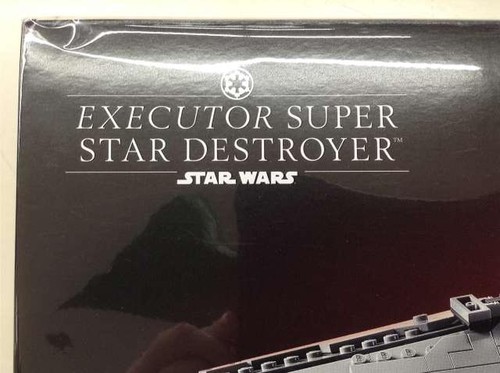 EXECUTOR SUPER
STAR DESTROYER™
STAR WARS